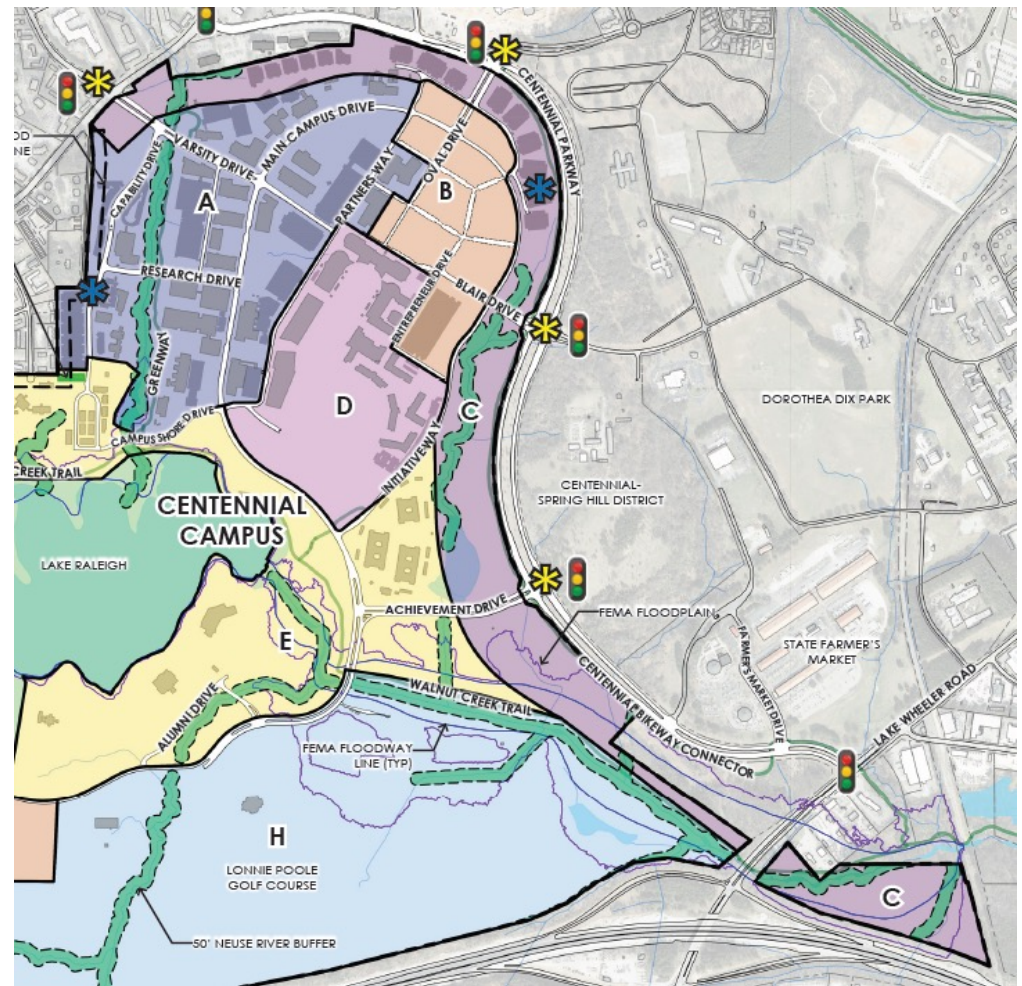 CENTENNIAL PARKWAY
OD
NE
VARSITY DRIVE
MAIN CAMPUS DRIVE
CAPABILITY DRIVE
PARTNERS WAY
OVAL DRIVE
A
B
RESEARCH DRIVE
ENTREPRENEUR DRIVE
BLAIR DRIVE
GREENWAY
D
C
DOROTHEA DIX PARK
CAMPUS SHORE DRIVE
CREEK TRAIL
INITIATIVE WAY
CENTENNIAL-
SPRING HILL DISTRICT
CENTENNIAL
CAMPUS
LAKE RALEIGH
ACHIEVEMENT DRIVE
FEMA FLOODPLAIN
E
STATE FARMER'S
MARKET
FARMER'S MARKET DRIVE
LAKE WHEELER ROAD
WALNUT CREEK TRAIL
CENTENNIAL BIKEWAY CONNECTOR
ALUMNI DRIVE
FEMA FLOODWAY
LINE (TYP)
H
LONNIE POOLE
GOLF COURSE
C
50' NEUSE RIVER BUFFER